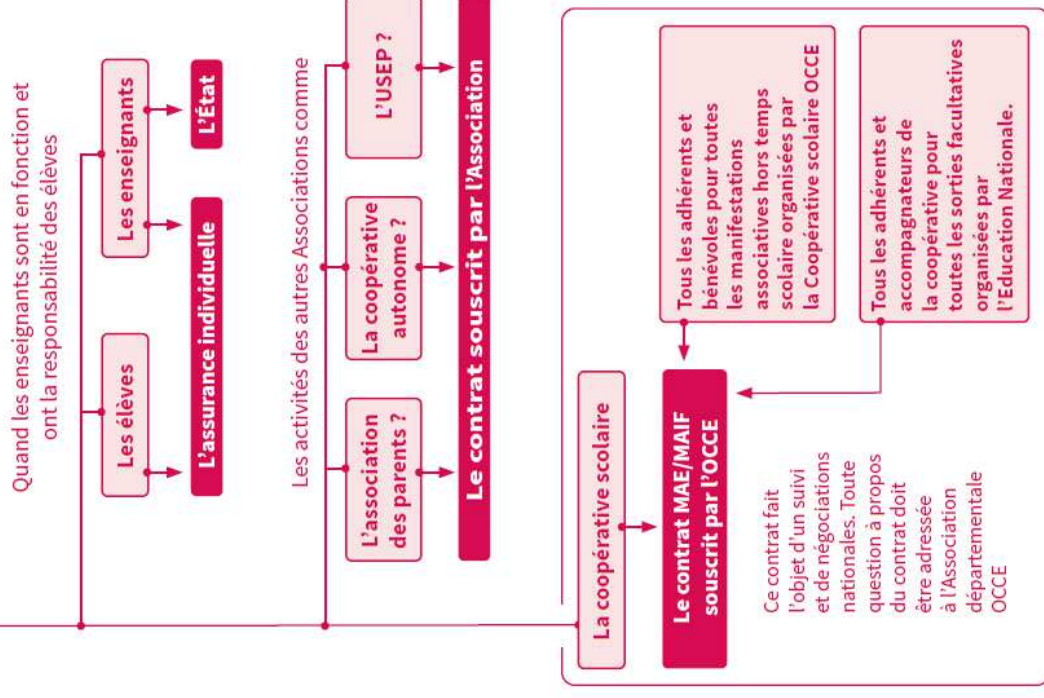 Quand les enseignants sont en fonction et
ont la responsabilité des élèves
Les élèves
Les enseignants
L'assurance individuelle
L'État
Les activités des autres Associations comme
L'association
des parents ?
La coopérative
autonome ?
L'USEP ?
Le contrat souscrit par l'Association
La coopérative scolaire
Le contrat MAE/MAIF
souscrit par l'OCCE
Ce contrat fait
l'objet d'un suivi
et de négociations
nationales. Toute
question à propos
du contrat doit
être adressée
à l'Association
départementale
OCCE
Tous les adhérents et
bénévoles pour toutes
les manifestations
associatives hors temps
scolaire organisées par
la Coopérative scolaire OCCE
Tous les adhérents et
accompagnateurs de
la coopérative pour
toutes les sorties facultatives
organisées par
l'Education Nationale.